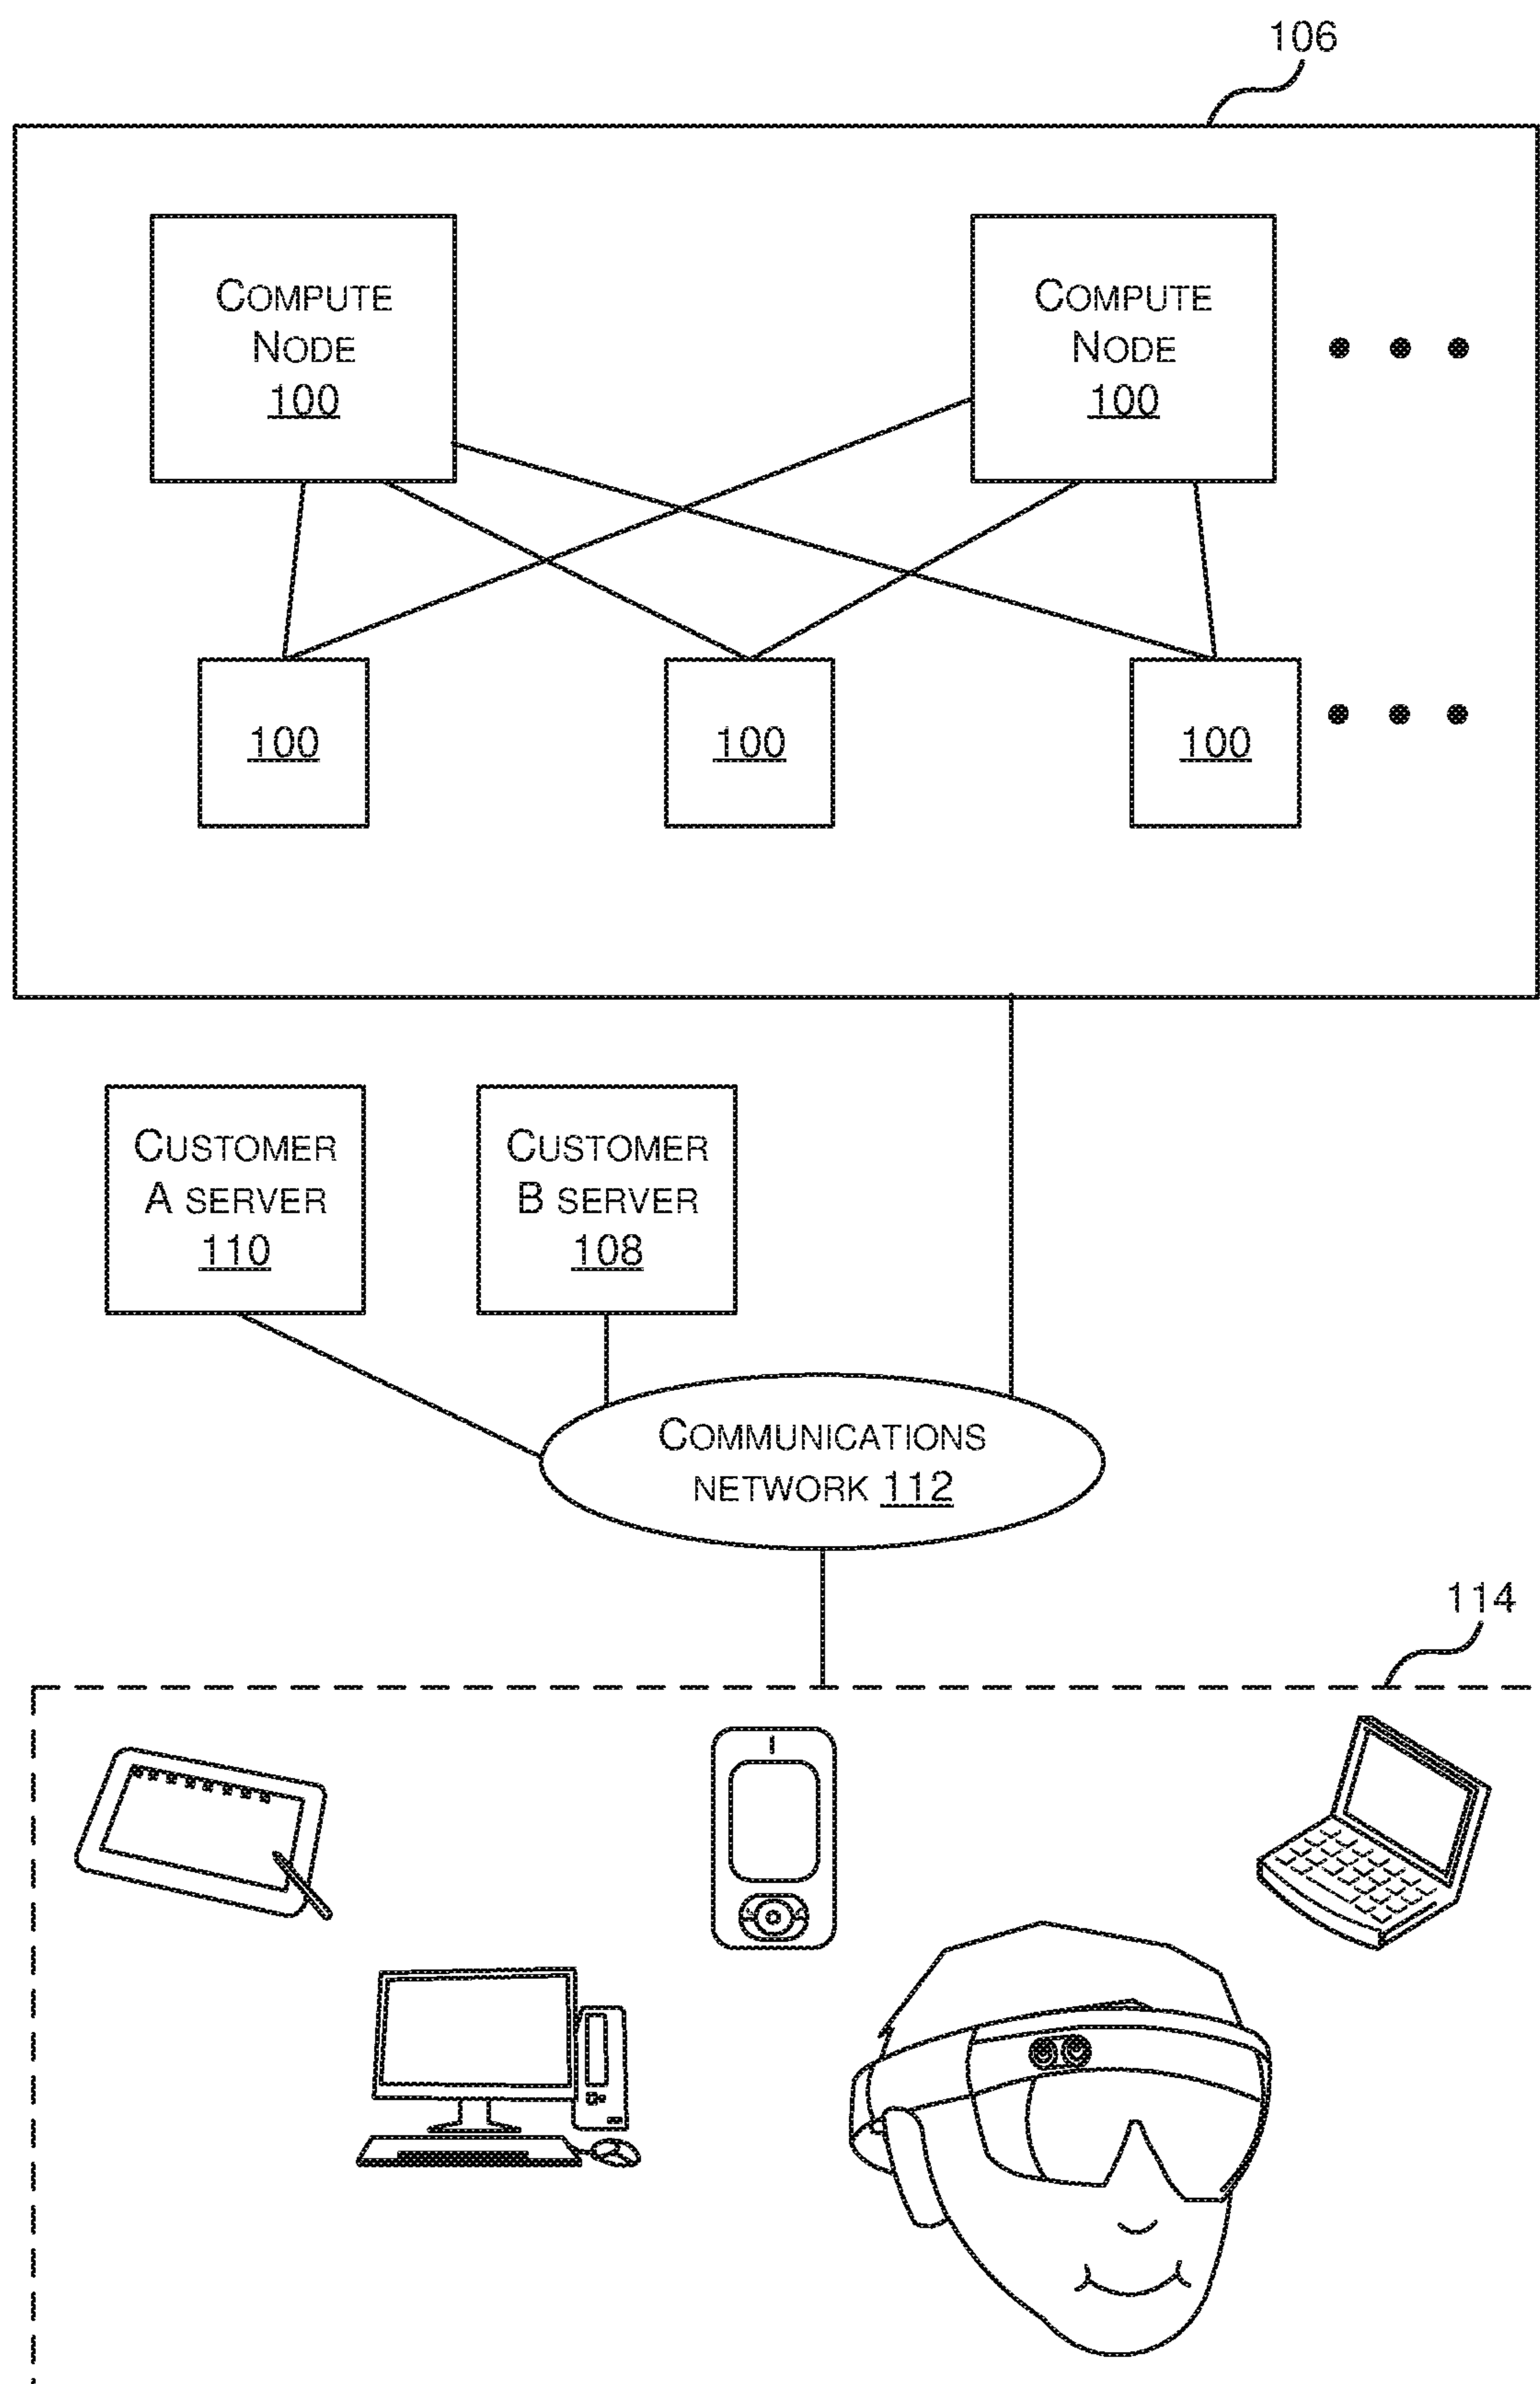 106
COMPUTE
NODE
100
COMPUTE
NODE
100
100
100
100
CUSTOMER
A SERVER
110
CUSTOMER
B SERVER
108
COMMUNICATIONS
NETWORK 112
114